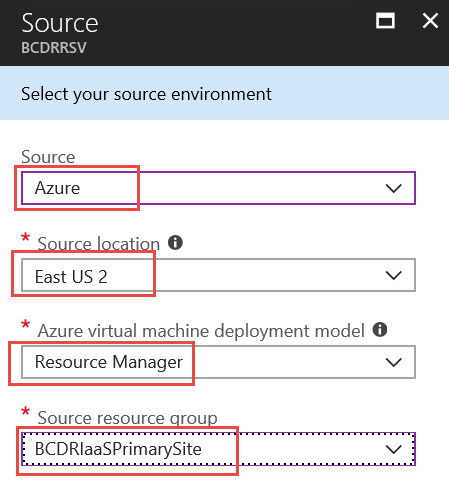 Source
BCDRRSV
Select your source environment
Source
Azure
* Source location
East US 2
* Azure virtual machine deployment model
Resource Manager
* Source resource group
BCDRIaaSPrimarySite